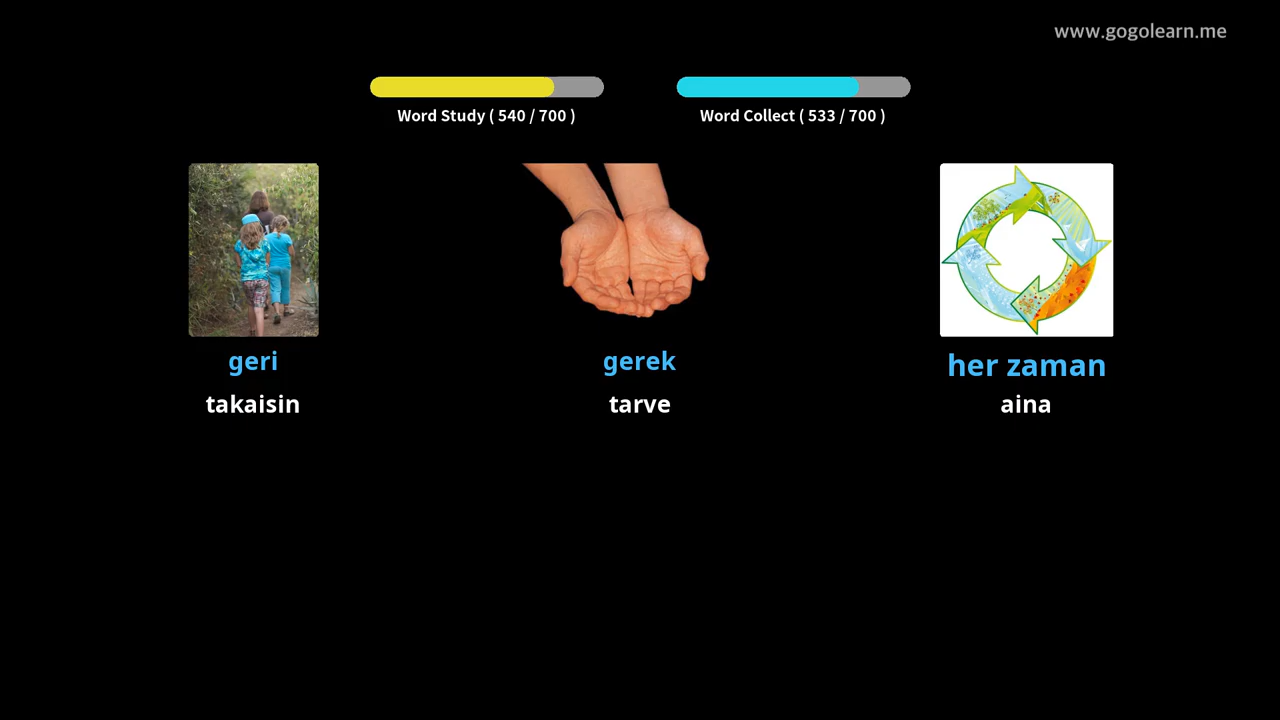 www.gogolearn.me
Word Study ( 540 / 700 )
Word Collect ( 533 / 700 )
geri
takaisin
gerek
tarve
her zaman
aina